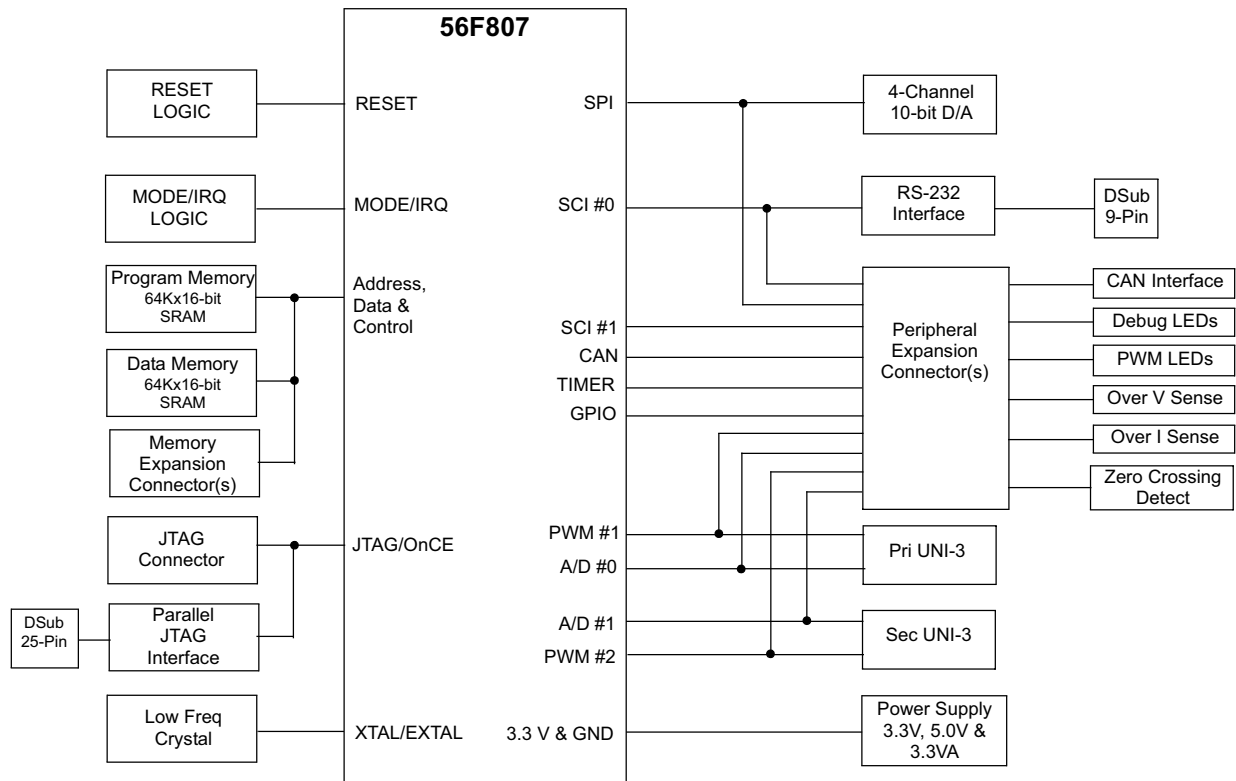 56F807
RESET
LOGIC
MODE/IRQ
LOGIC
Program Memory
64Kx16-bit
SRAM
Data Memory
64Kx16-bit
SRAM
Memory
Expansion
Connector(s)
JTAG
Connector
DSub
25-Pin
Parallel
JTAG
Interface
Low Freq
Crystal
RESET
MODE/IRQ
Address,
Data &
Control
JTAG/OnCE
XTAL/EXTAL
SPI
SCI #0
SCI #1
CAN
TIMER
GPIO
PWM #1
A/D #0
A/D #1
PWM #2
3.3 V & GND
4-Channel
10-bit D/A
RS-232
Interface
DSub
9-Pin
Peripheral
Expansion
Connector(s)
CAN Interface
Debug LEDs
PWM LEDs
Over V Sense
Over I Sense
Zero Crossing
Detect
Pri UNI-3
Sec UNI-3
Power Supply
3.3V, 5.0V &
3.3VA